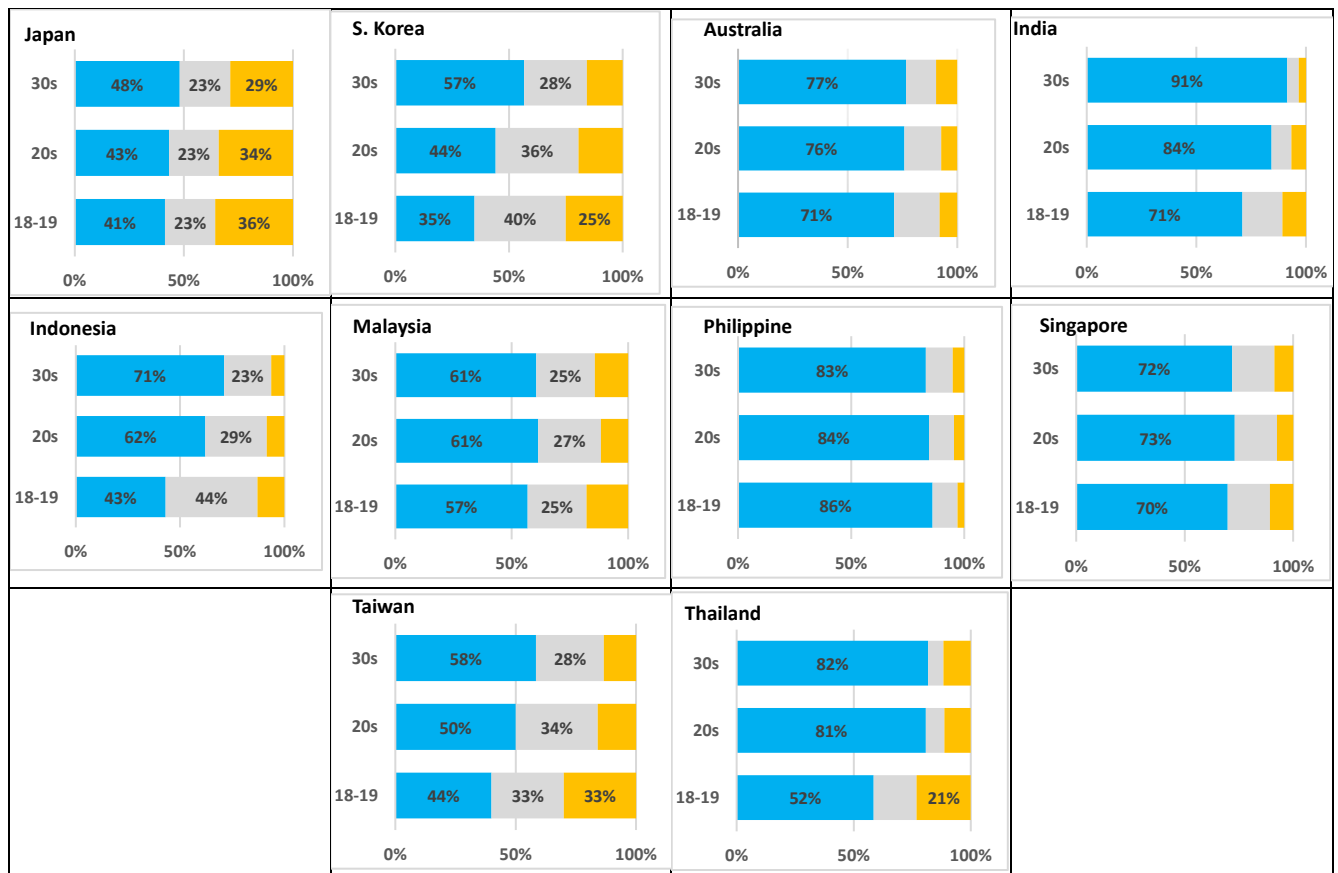 Japan
30s 48% 23% 29%
20s 43% 23% 34%
18-19 41% 23% 36%
0% 50% 100%
S. Korea
30s 57% 28%
20s 44% 36%
18-19 35% 40% 25%
0% 50% 100%
Australia
30s 77%
20s 76%
18-19 71%
0% 50% 100%
India
30s 91%
20s 84%
18-19 71%
0% 50% 100%
Indonesia
30s 71% 23%
20s 62% 29%
18-19 43% 44%
0% 50% 100%
Malaysia
30s 61% 25%
20s 61% 27%
18-19 57% 25%
0% 50% 100%
Philippine
30s 83%
20s 84%
18-19 86%
0% 50% 100%
Singapore
30s 72%
20s 73%
18-19 70%
0% 50% 100%
Taiwan
30s 58% 28%
20s 50% 34%
18-19 44% 33% 33%
0% 50% 100%
Thailand
30s 82%
20s 81%
18-19 52% 21%
0% 50% 100%